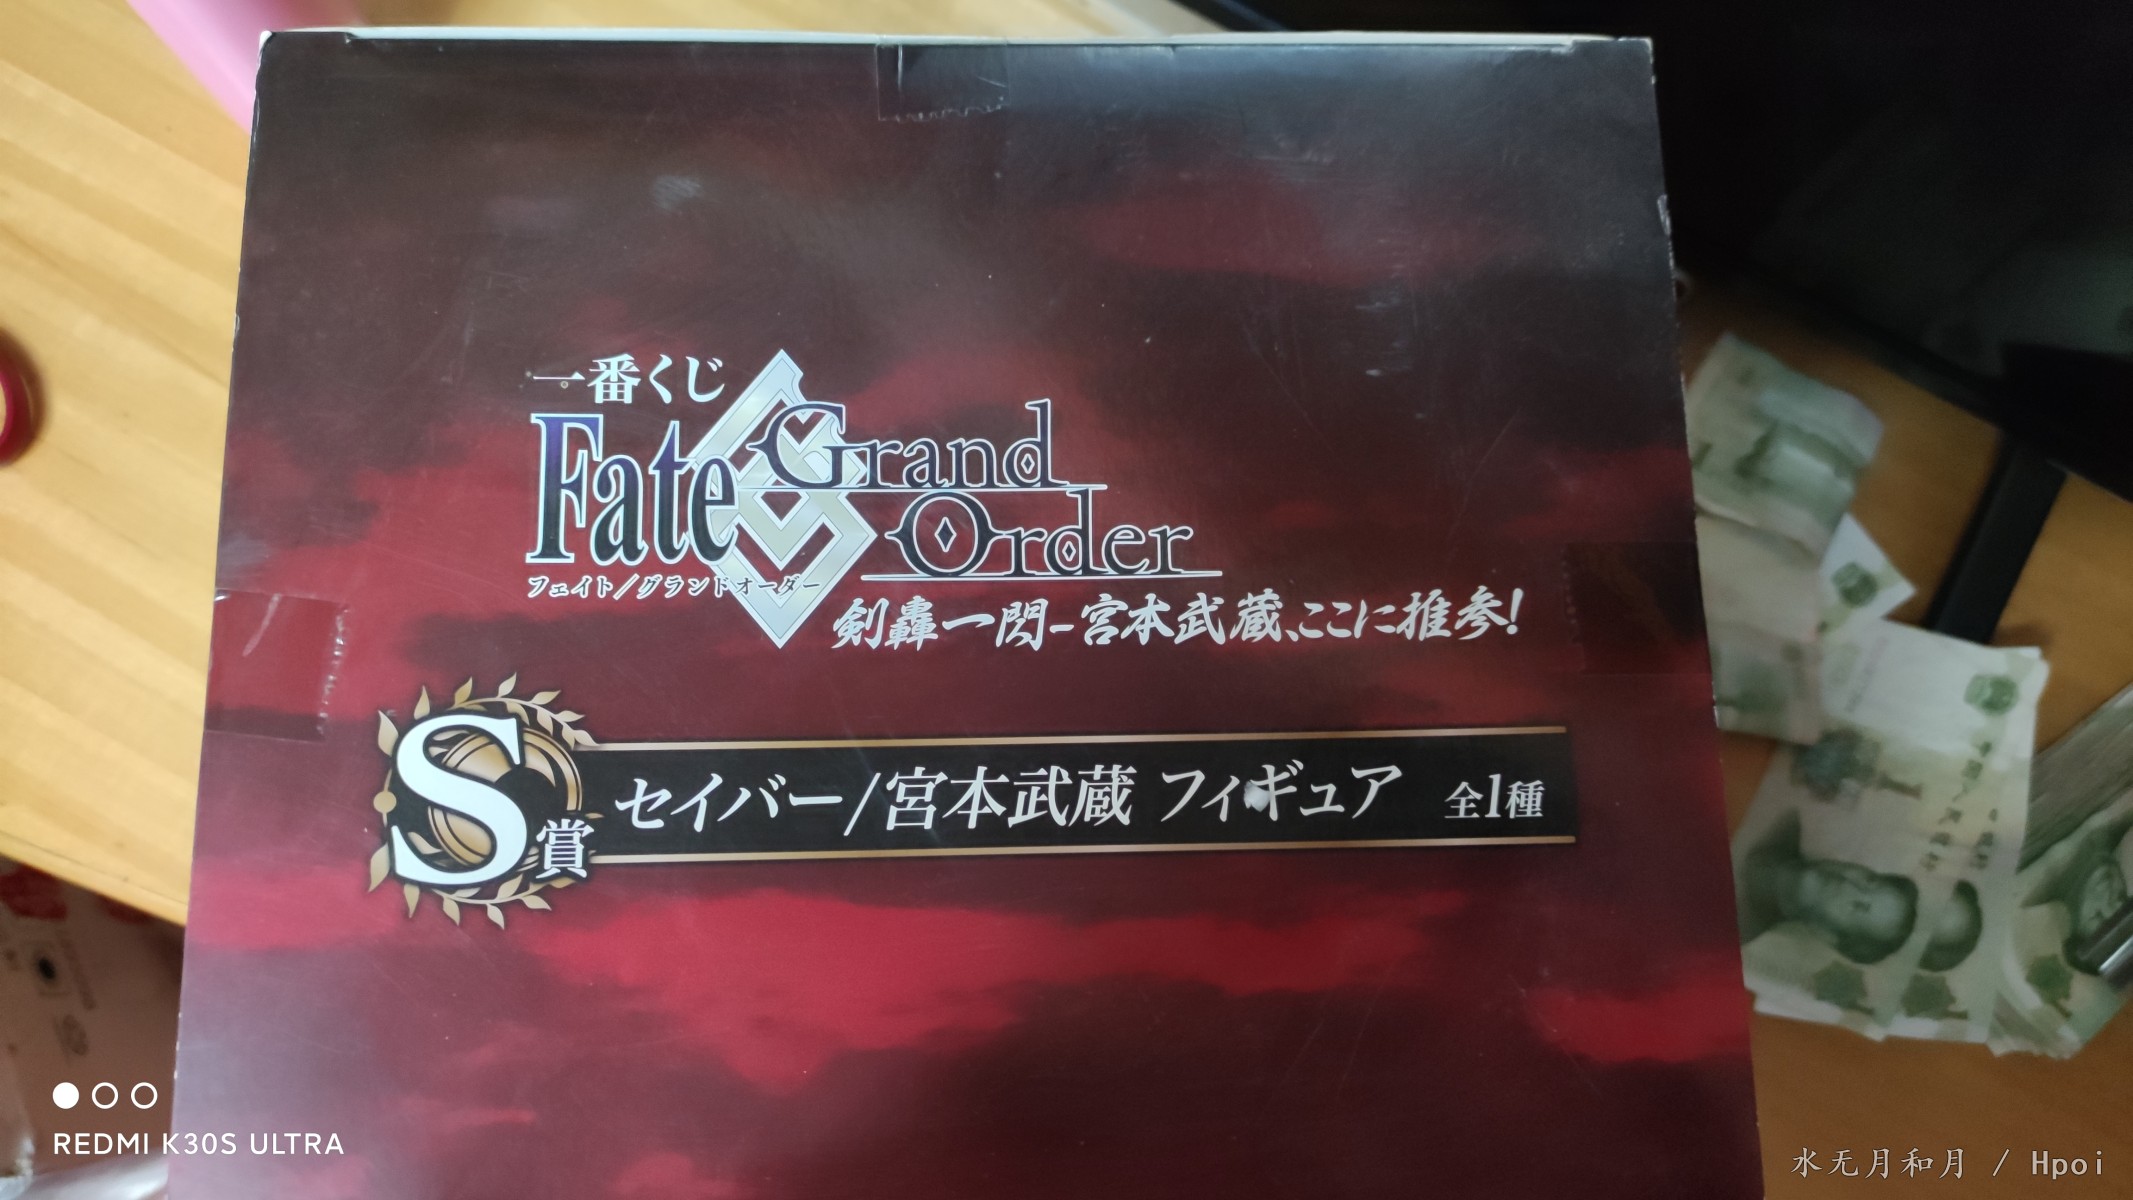 一番くじ
Fate
Grand
Order
フェイト/グランドオーダー
剣轟一閃-宮本武蔵、ここに推参!
S賞 セイバー/宮本武蔵 フィギュア 全1種
REDMI K30S ULTRA
水无月和月 / Hpoi